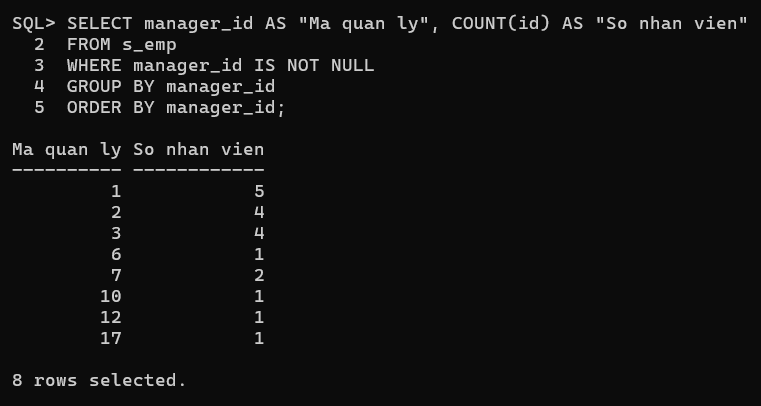 SQL> SELECT manager_id AS "Ma quan ly", COUNT(id) AS "So nhan vien"
  2  FROM s_emp
  3  WHERE manager_id IS NOT NULL
  4  GROUP BY manager_id
  5  ORDER BY manager_id;

Ma quan ly So nhan vien
---------- ------------
         1            5
         2            4
         3            4
         6            1
         7            2
        10            1
        12            1
        17            1

8 rows selected.